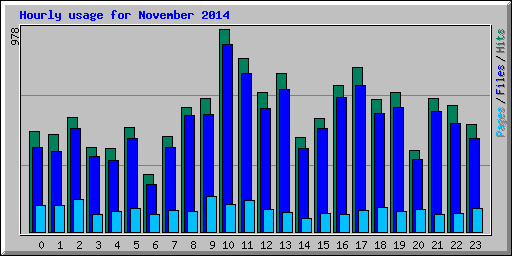 Hourly usage for November 2014
978
Pages / Files / Hits
0 1 2 3 4 5 6 7 8 9 10 11 12 13 14 15 16 17 18 19 20 21 22 23